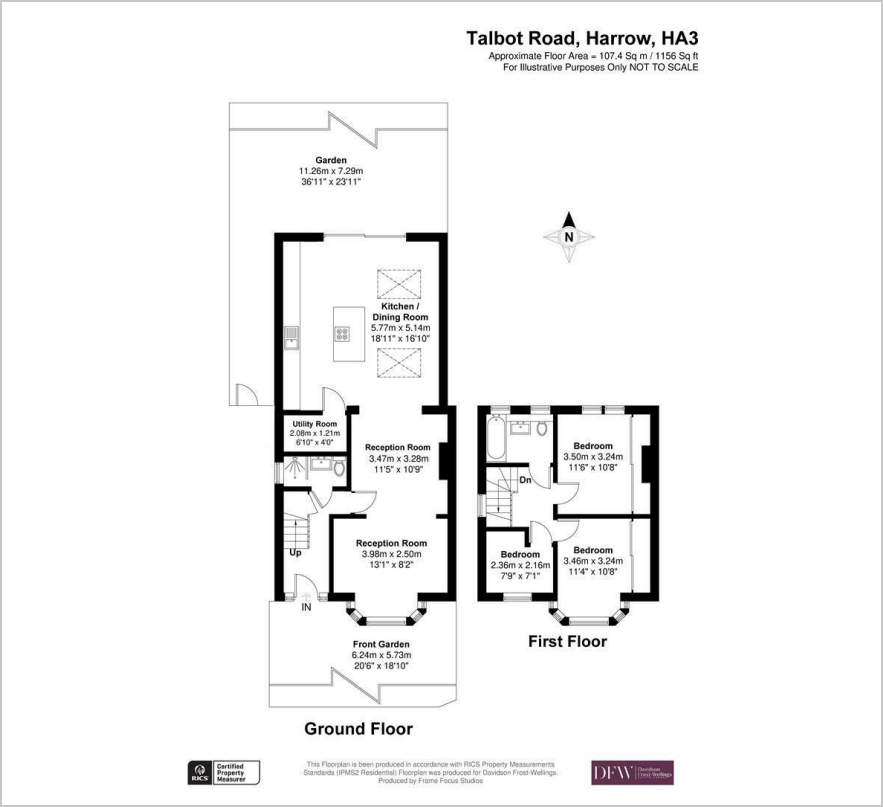 Talbot Road, Harrow, HA3
Approximate Floor Area = 107.4 Sq m / 1156 Sq ft
For Illustrative Purposes Only NOT TO SCALE
Garden
11.26m x 7.29m
36'11" x 23'11"
N
Kitchen /
Dining Room
5.77m x 5.14m
18'11" x 16'10"
Utility Room
2.08m x 1.21m
6'10" x 4'0"
Reception Room
3.47m x 3.28m
11'5" x 10'9"
Reception Room
3.98m x 2.50m
13'1" x 8'2"
Up
IN
Front Garden
6.24m x 5.73m
20'6" x 18'10"
Ground Floor
Bedroom
3.50m x 3.24m
11'6" x 10'8"
Dn
Bedroom
2.36m x 2.16m
7'9" x 7'1"
Bedroom
3.46m x 3.24m
11'4" x 10'8"
First Floor
RICS
Certified
Property
Measurer
This Floorplan is been produced in accordance with RICS Property Measurements
Standards (IPMS2 Residential) Floorplan was produced for Davidson Frost-Wellings.
Produced by Frame Focus Studios
DFW
Davidson
Frost-Wellings